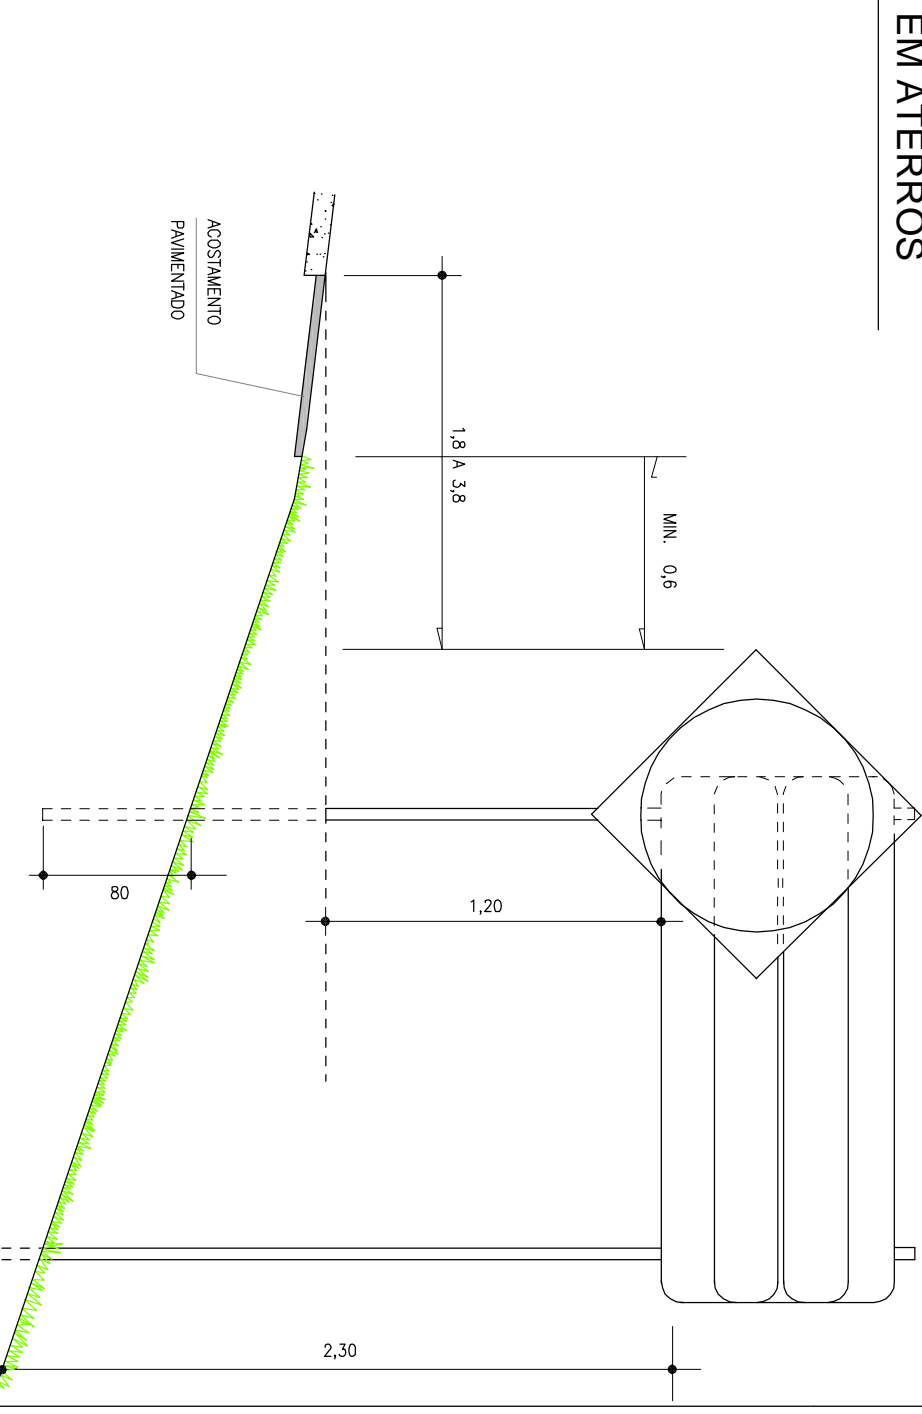 EM ATERROS
ACOSTAMENTO
PAVIMENTADO
1,8 A 3,8
MIN. 0,6
80
1,20
2,30